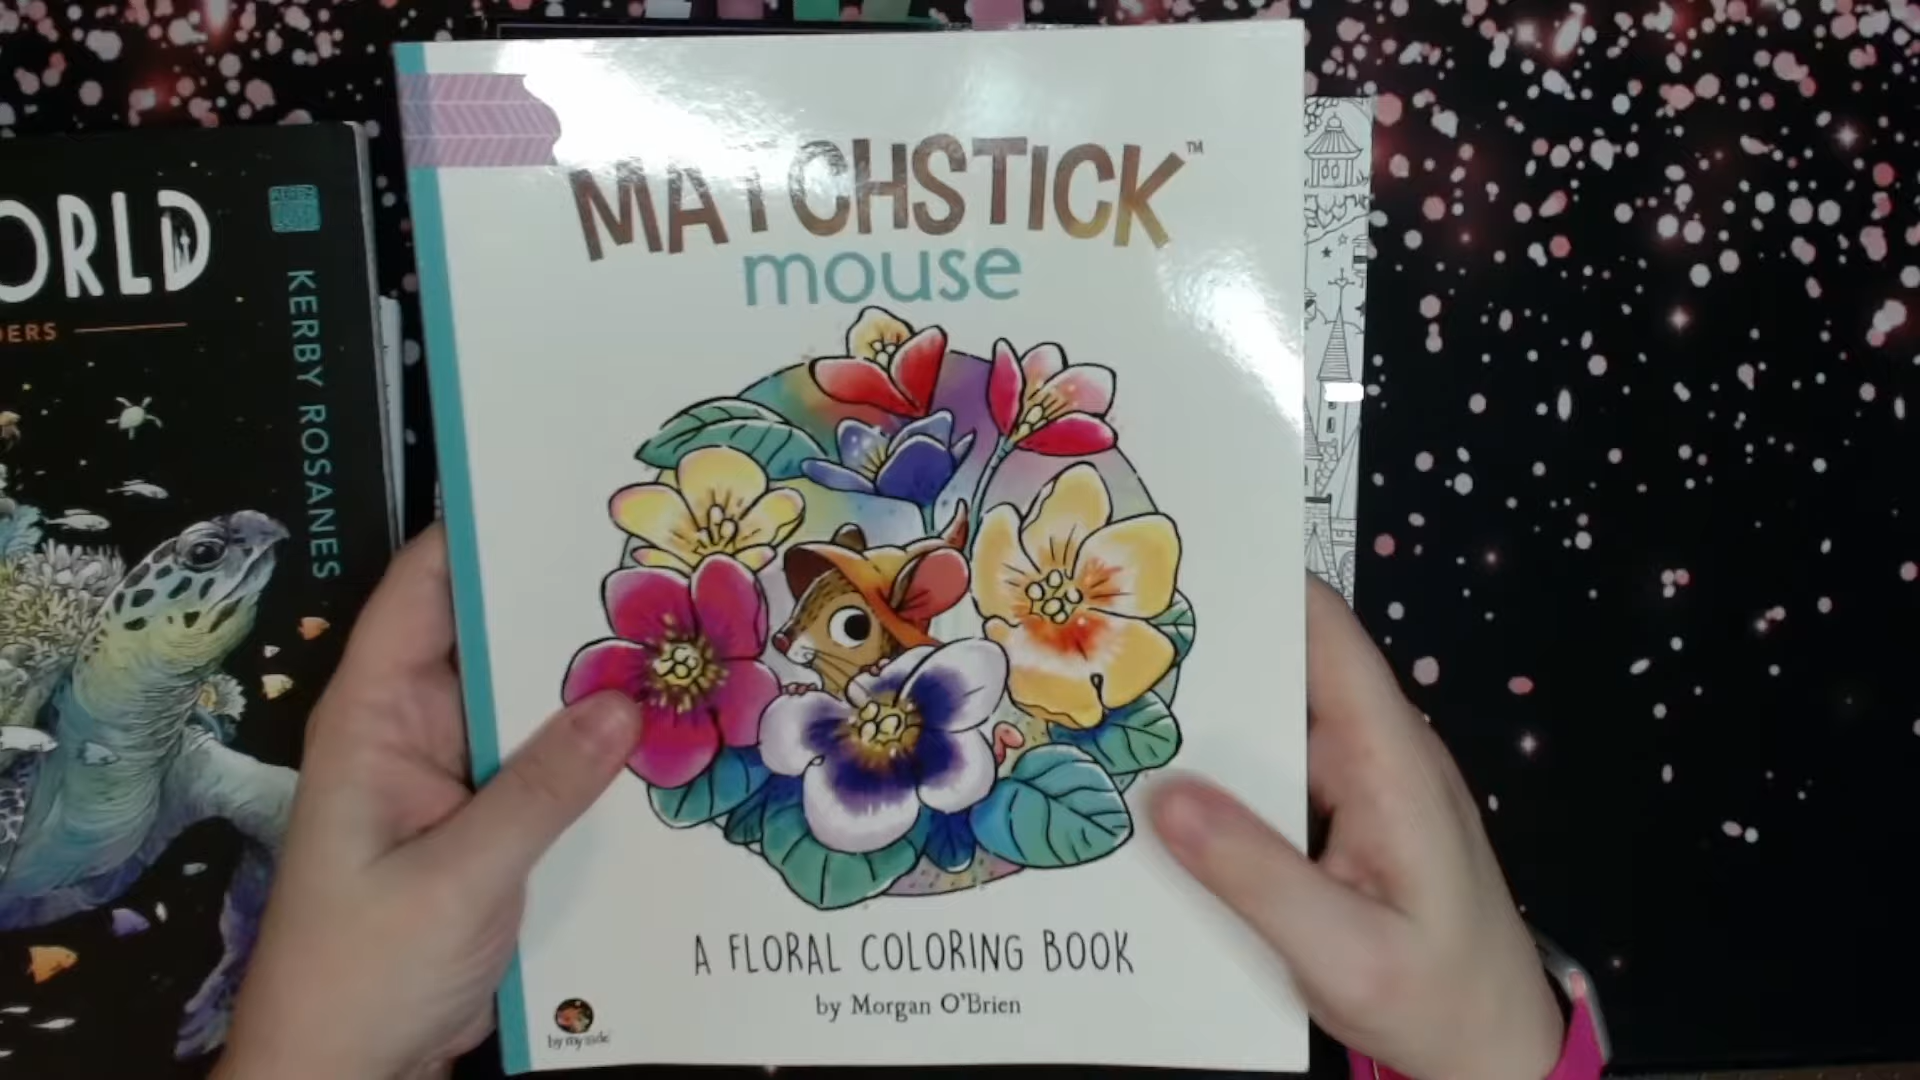 ORLD
DERS
KERBY ROSANES
MATCHSTICK™
mouse
A FLORAL COLORING BOOK
by Morgan O'Brien
by my side